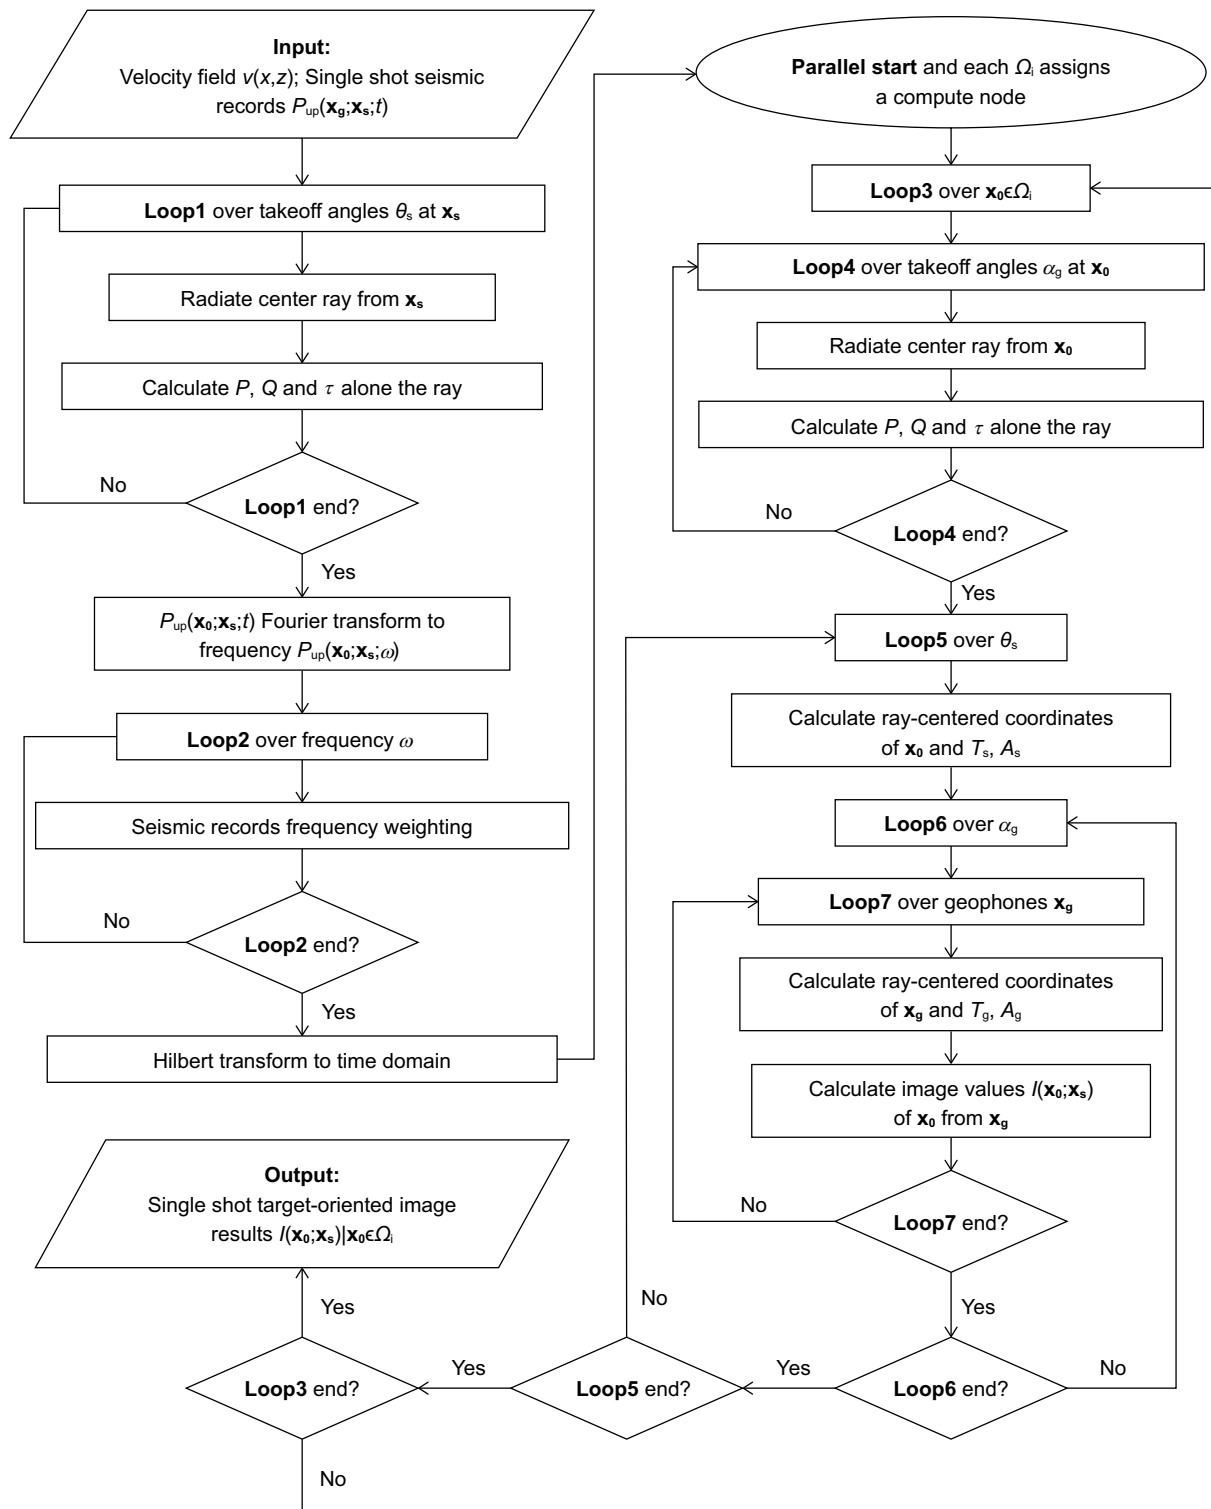 Input:
Velocity field v(x,z); Single shot seismic
records Pup(xg;xs;t)
Loop1 over takeoff angles θs at xs
Radiate center ray from xs
Calculate P, Q and τ alone the ray
No
Loop1 end?
Yes
Pup(x0;xs;t) Fourier transform to
frequency Pup(x0;xs;ω)
Loop2 over frequency ω
Seismic records frequency weighting
No
Loop2 end?
Yes
Hilbert transform to time domain
Parallel start and each Ωi assigns
a compute node
Loop3 over x0ϵΩi
Loop4 over takeoff angles αg at x0
Radiate center ray from x0
Calculate P, Q and τ alone the ray
No
Loop4 end?
Yes
Loop5 over θs
Calculate ray-centered coordinates
of x0 and Ts, As
Loop6 over αg
Loop7 over geophones xg
Calculate ray-centered coordinates
of xg and Tg, Ag
Calculate image values I(x0;xs)
of x0 from xg
No
Loop7 end?
Yes
Loop6 end?
No
Yes
Loop5 end?
No
Yes
Loop3 end?
No
Yes
Output:
Single shot target-oriented image
results I(x0;xs)|x0ϵΩi